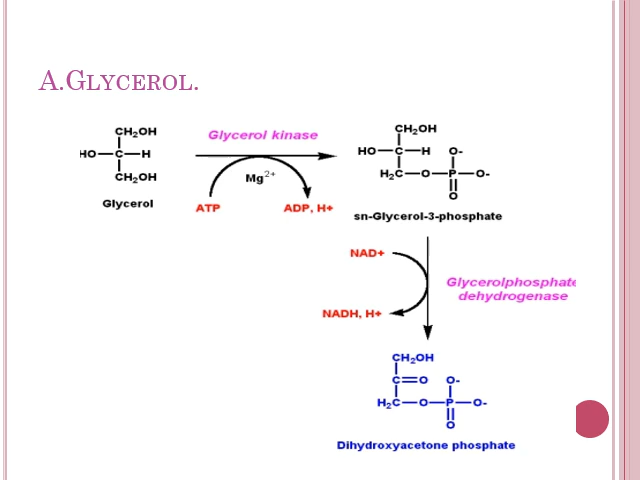 A.GLYCEROL.
CH₂OH
Glycerol kinase
HO—C—H
CH₂OH
Mg²⁺
Glycerol
ATP
ADP, H+
CH₂OH
HO—C—H O-
H₂C—O—P—O-
O
sn-Glycerol-3-phosphate
NAD+
Glycerolphosphate
dehydrogenase
NADH, H+
CH₂OH
C=O O-
H₂C—O—P—O-
O
Dihydroxyacetone phosphate